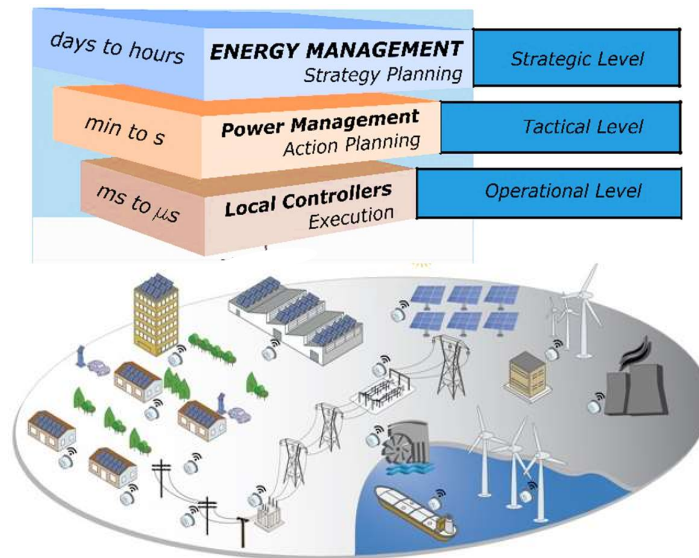 days to hours
ENERGY MANAGEMENT
Strategy Planning
Strategic Level
min to s
Power Management
Action Planning
Tactical Level
ms to μs
Local Controllers
Execution
Operational Level